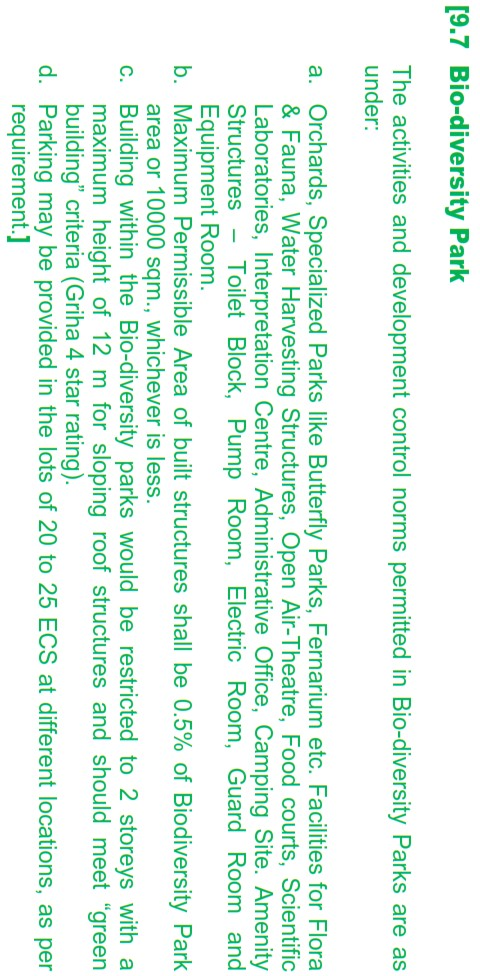 [9.7 Bio-diversity Park
The activities and development control norms permitted in Bio-diversity Parks are as
under:
a. Orchards, Specialized Parks like Butterfly Parks, Fernarium etc. Facilities for Flora
& Fauna, Water Harvesting Structures, Open Air-Theatre, Food courts, Scientific
Laboratories, Interpretation Centre, Administrative Office, Camping Site. Amenity
Structures – Toilet Block, Pump Room, Electric Room, Guard Room and
Equipment Room.
b. Maximum Permissible Area of built structures shall be 0.5% of Biodiversity Park
area or 10000 sqm., whichever is less.
c. Building within the Bio-diversity parks would be restricted to 2 storeys with a
maximum height of 12 m for sloping roof structures and should meet “green
building” criteria (Griha 4 star rating).
d. Parking may be provided in the lots of 20 to 25 ECS at different locations, as per
requirement.]